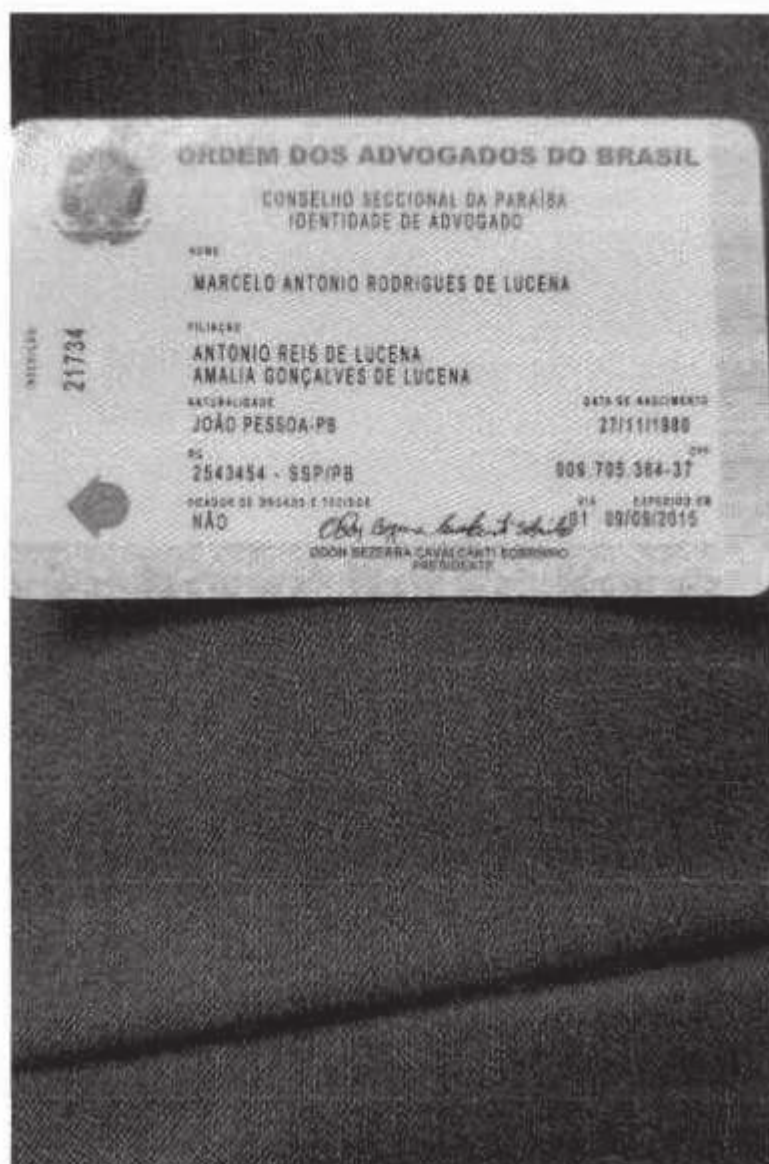 ORDEM DOS ADVOGADOS DO BRASIL
CONSELHO SECCIONAL DA PARAÍBA
IDENTIDADE DE ADVOGADO
NOME
MARCELO ANTONIO RODRIGUES DE LUCENA
FILIAÇÃO
ANTONIO REIS DE LUCENA
AMALIA GONÇALVES DE LUCENA
NATURALIDADE
DATA DE NASCIMENTO
JOÃO PESSOA-PB
27/11/1980
RG
CPF
2543454 - SSP/PB
009.705.364-37
DOADOR DE ÓRGÃOS E TECIDOS
VIA
EXPEDIDO EM
NÃO
01
09/09/2015
ODON BEZERRA CAVALCANTI SOBRINHO
PRESIDENTE
INSCRIÇÃO
21734